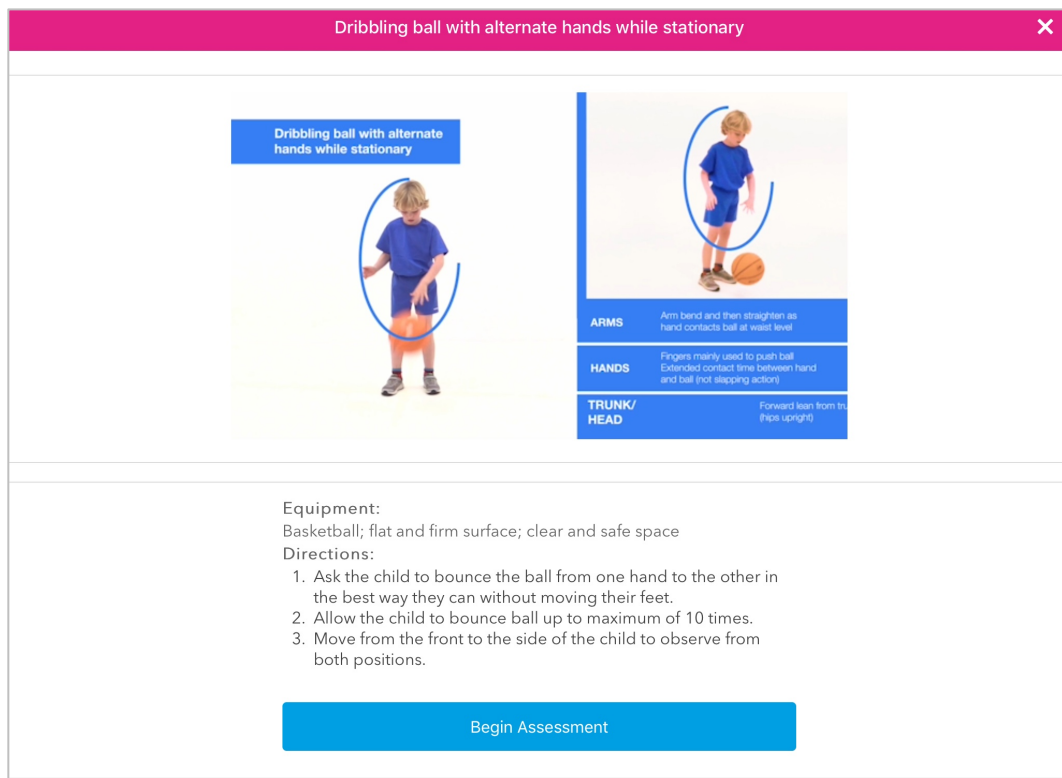 Dribbling ball with alternate hands while stationary
Dribbling ball with alternate
hands while stationary
ARMS
Arm bend and then straighten as
hand contacts ball at waist level
HANDS
Fingers mainly used to push ball
Extended contact time between hand
and ball (not slapping action)
TRUNK/
HEAD
Forward lean from
(hips upright)
Equipment:
Basketball; flat and firm surface; clear and safe space
Directions:
1. Ask the child to bounce the ball from one hand to the other in
the best way they can without moving their feet.
2. Allow the child to bounce ball up to maximum of 10 times.
3. Move from the front to the side of the child to observe from
both positions.
Begin Assessment